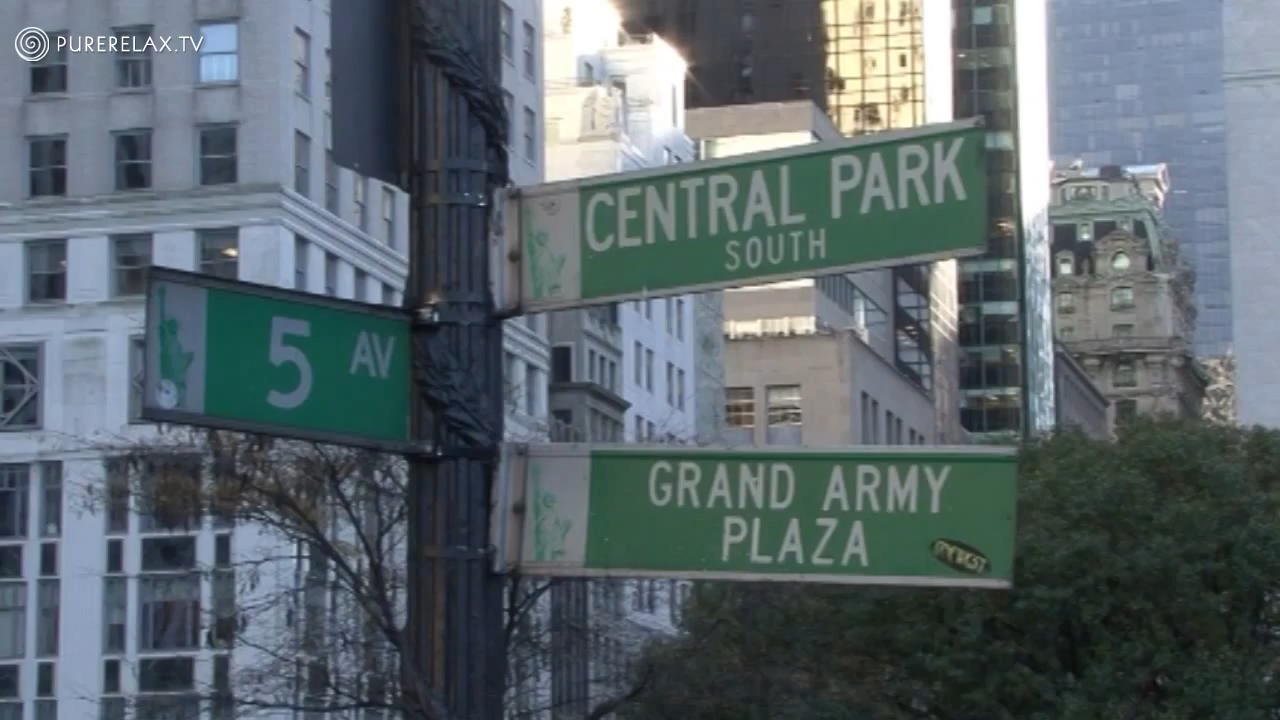 PURERELAX.TV
CENTRAL PARK
SOUTH
5 AV
GRAND ARMY
PLAZA